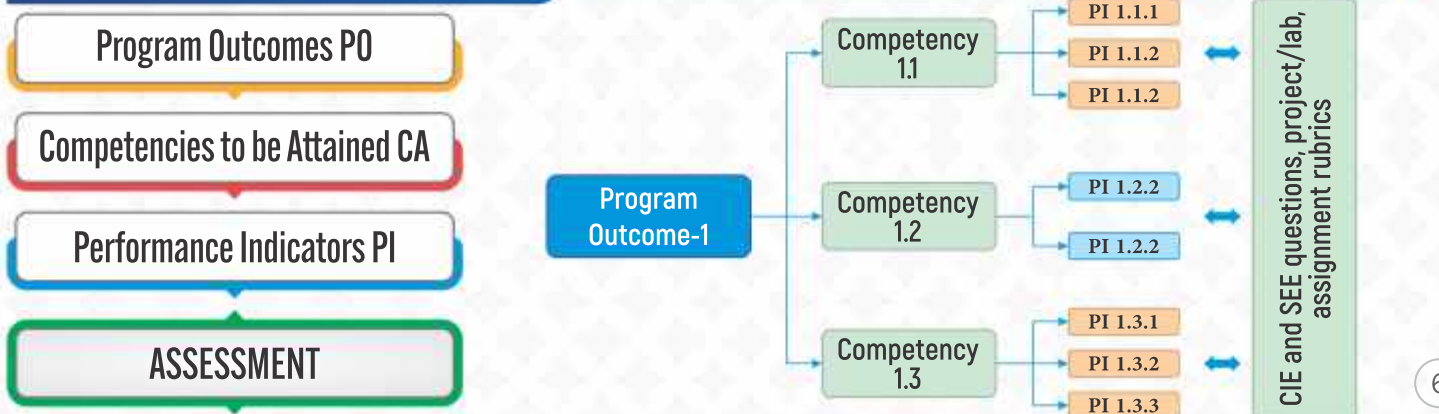 Program Outcomes PO
Competencies to be Attained CA
Performance Indicators PI
ASSESSMENT
Program
Outcome-1
Competency
1.1
PI 1.1.1
PI 1.1.2
PI 1.1.2
Competency
1.2
PI 1.2.2
PI 1.2.2
Competency
1.3
PI 1.3.1
PI 1.3.2
PI 1.3.3
CIE and SEE questions, project/lab,
assignment rubrics
6